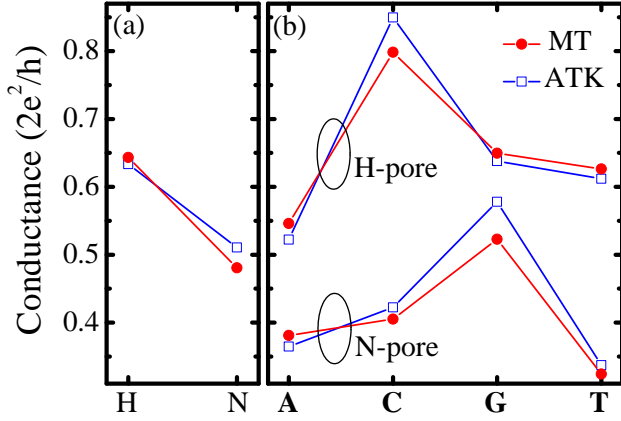 (a)
(b)
MT
ATK
0.8
0.7
0.6
0.5
0.4
Conductance (2e²/h)
H-pore
N-pore
H N
A C G T